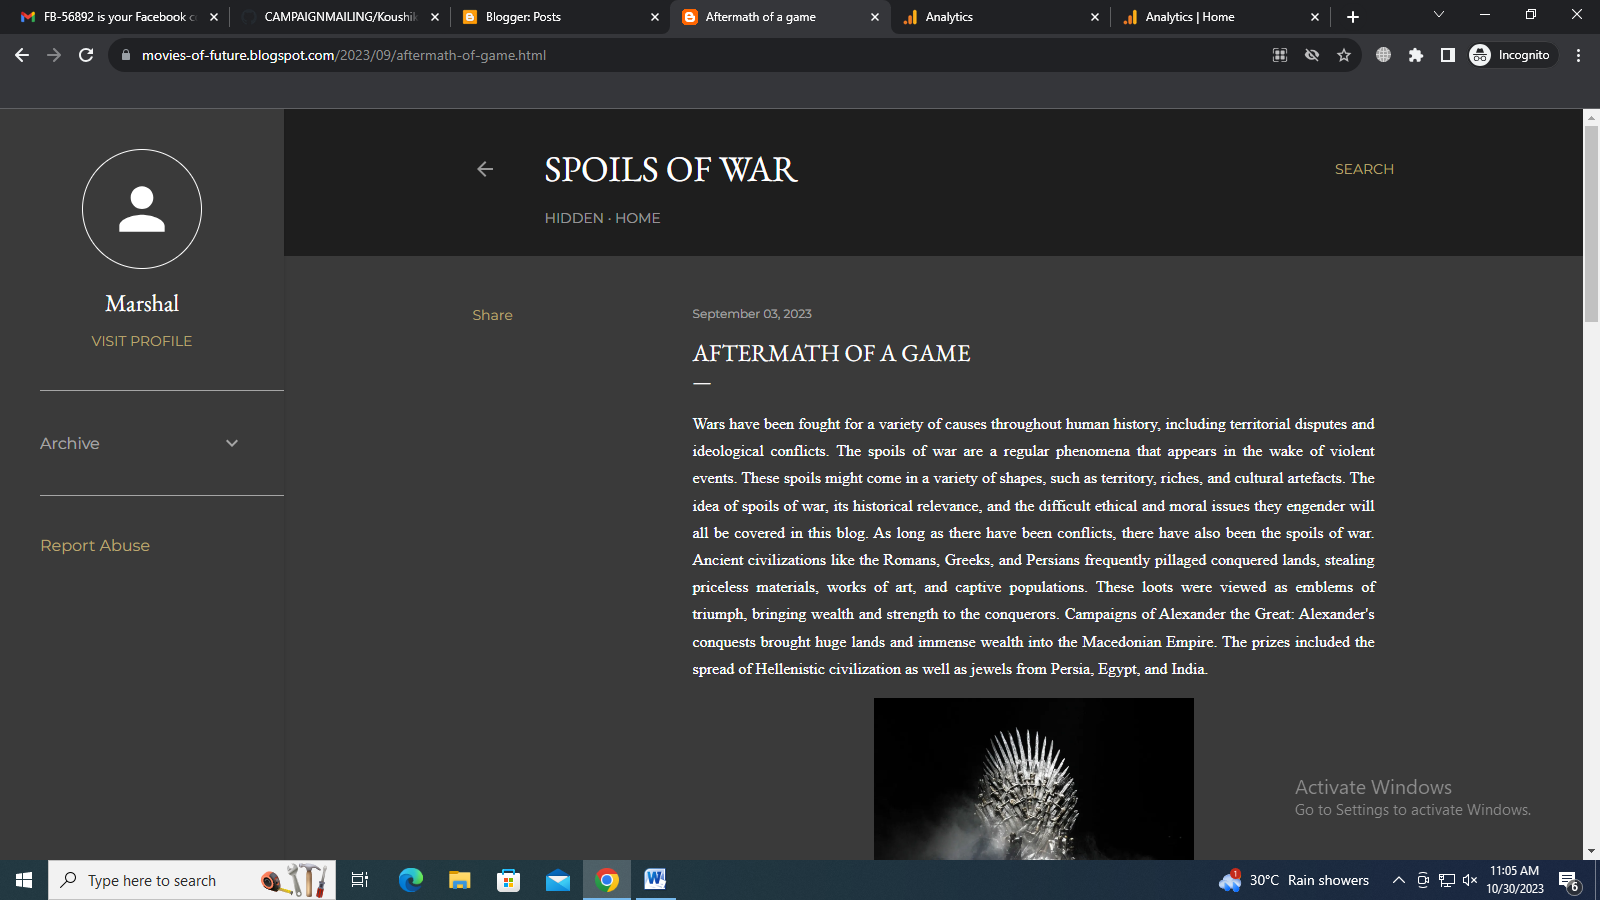 FB-56892 is your Facebook c
CAMPAIGNMAILING/Koushik
Blogger: Posts
Aftermath of a game
Analytics
Analytics | Home
movies-of-future.blogspot.com/2023/09/aftermath-of-game.html
Incognito
Marshal
VISIT PROFILE
Archive
Report Abuse
SPOILS OF WAR
SEARCH
HIDDEN · HOME
Share
September 03, 2023
AFTERMATH OF A GAME
Wars have been fought for a variety of causes throughout human history, including territorial disputes and
ideological conflicts. The spoils of war are a regular phenomena that appears in the wake of violent
events. These spoils might come in a variety of shapes, such as territory, riches, and cultural artefacts. The
idea of spoils of war, its historical relevance, and the difficult ethical and moral issues they engender will
all be covered in this blog. As long as there have been conflicts, there have also been the spoils of war.
Ancient civilizations like the Romans, Greeks, and Persians frequently pillaged conquered lands, stealing
priceless materials, works of art, and captive populations. These loots were viewed as emblems of
triumph, bringing wealth and strength to the conquerors. Campaigns of Alexander the Great: Alexander's
conquests brought huge lands and immense wealth into the Macedonian Empire. The prizes included the
spread of Hellenistic civilization as well as jewels from Persia, Egypt, and India.
Activate Windows
Go to Settings to activate Windows.
Type here to search
1
30°C Rain showers
11:05 AM
10/30/2023
6